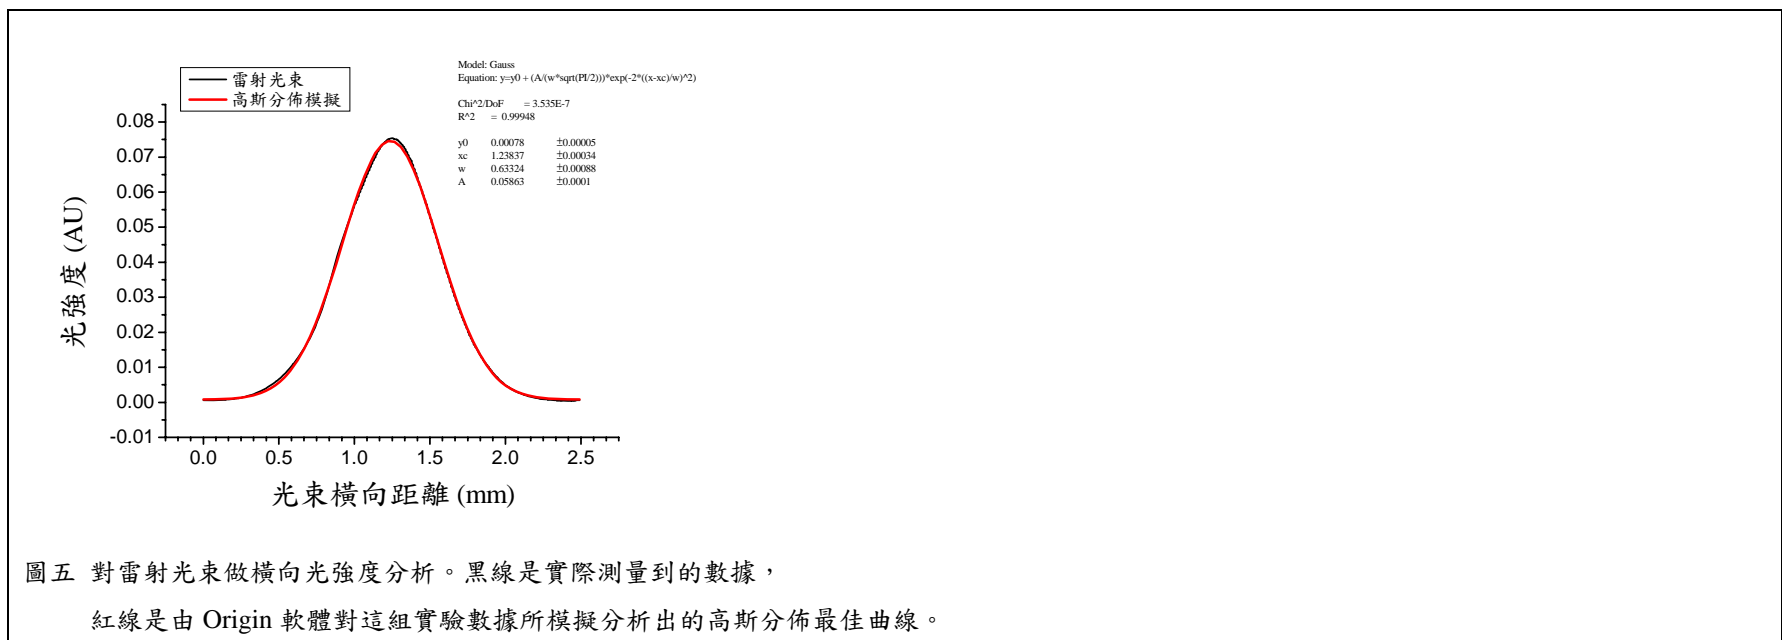 雷射光束
高斯分佈模擬
Model: Gauss
Equation: y=y0 + (A/(w*sqrt(PI/2)))*exp(-2*((x-xc)/w)^2)
Chi^2/DoF = 3.535E-7
R^2 = 0.99948
y0 0.00078 ±0.00005
xc 1.23837 ±0.00034
w 0.63324 ±0.00088
A 0.05863 ±0.0001
0.08
0.07
0.06
0.05
0.04
0.03
0.02
0.01
0.00
-0.01
光強度 (AU)
0.0 0.5 1.0 1.5 2.0 2.5
光束橫向距離 (mm)
圖五 對雷射光束做橫向光強度分析。黑線是實際測量到的數據，
紅線是由 Origin 軟體對這組實驗數據所模擬分析出的高斯分佈最佳曲線。